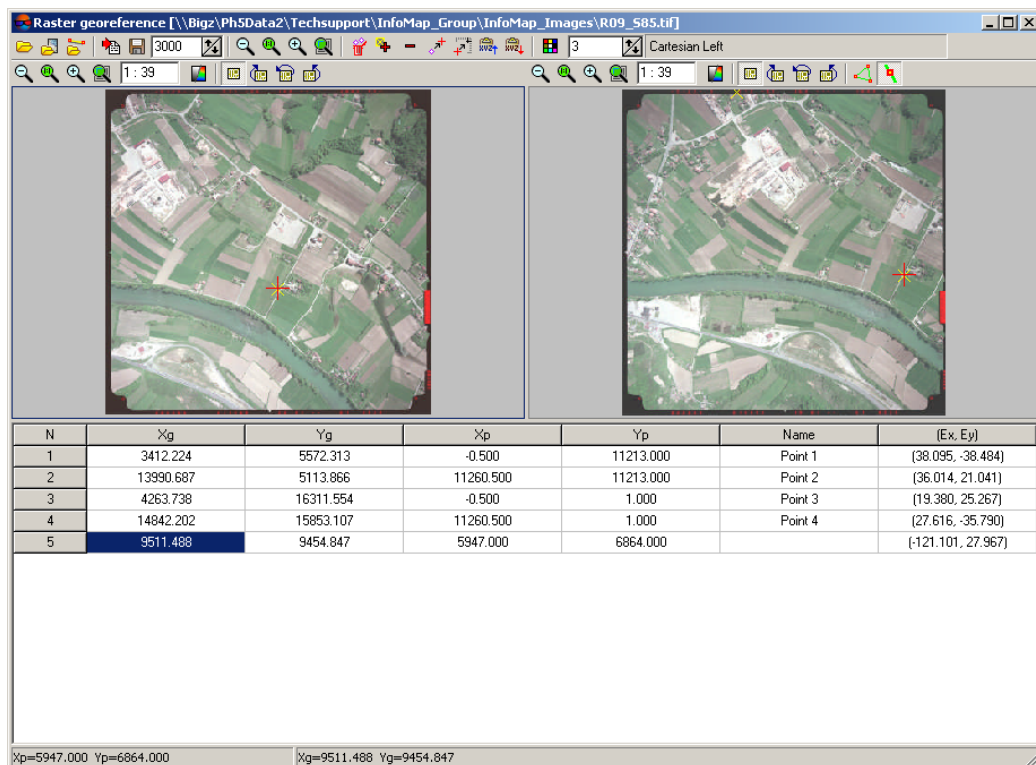 Raster georeference [\\Bigz\Ph5Data2\Techsupport\InfoMap_Group\InfoMap_Images\R09_S85.tif]
3000 3 Cartesian Left
1 : 39 1 : 39
N Xg Yg Xp Yp Name (Ex, Ey)
1 3412.224 5572.313 -0.500 11213.000 Point 1 (38.095, -38.484)
2 13990.687 5113.866 11260.500 11213.000 Point 2 (36.014, 21.041)
3 4263.738 16311.554 -0.500 1.000 Point 3 (19.380, 25.267)
4 14842.202 15853.107 11260.500 1.000 Point 4 (27.616, -35.790)
5 9511.488 9454.847 5947.000 6864.000 (-121.101, 27.967)
Xp=5947.000 Yp=6864.000 Xg=9511.488 Yg=9454.847